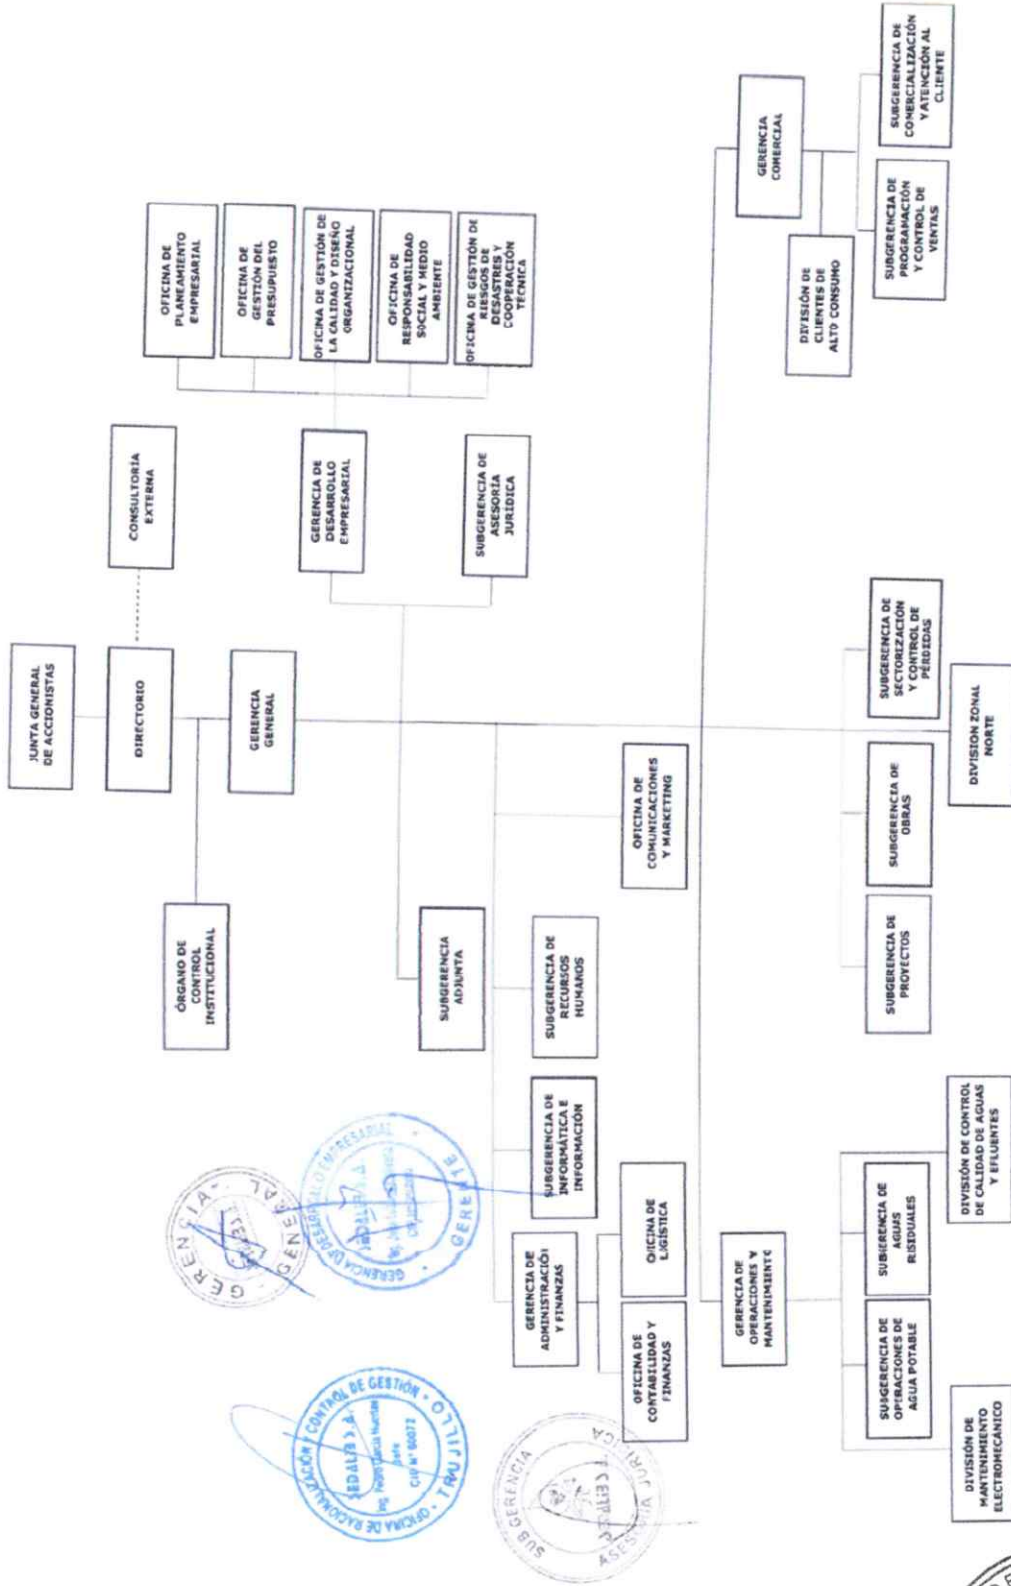 JUNTA GENERAL
DE ACCIONISTAS
DIRECTORIO
CONSULTORÍA
EXTERNA
ÓRGANO DE
CONTROL
INSTITUCIONAL
GERENCIA
GENERAL
OFICINA DE
PLANEAMIENTO
EMPRESARIAL
OFICINA DE
GESTIÓN DEL
PRESUPUESTO
OFICINA DE GESTIÓN DE
LA CALIDAD Y DISEÑO
ORGANIZACIONAL
OFICINA DE
RESPONSABILIDAD
SOCIAL Y MEDIO
AMBIENTE
OFICINA DE GESTIÓN DE
RIESGOS DE
DESASTRES Y
COOPERACIÓN
TÉCNICA
GERENCIA DE
DESARROLLO
EMPRESARIAL
SUBGERENCIA DE
ASESORÍA
JURÍDICA
SUBGERENCIA
ADJUNTA
GERENCIA DE
ADMINISTRACIÓN
Y FINANZAS
SUBGERENCIA DE
INFORMÁTICA E
INFORMACIÓN
SUBGERENCIA DE
RECURSOS
HUMANOS
OFICINA DE
COMUNICACIONES
Y MARKETING
OFICINA DE
CONTABILIDAD Y
FINANZAS
OFICINA DE
LOGÍSTICA
GERENCIA DE
OPERACIONES Y
MANTENIMIENTO
GERENCIA
COMERCIAL
DIVISIÓN DE
CLIENTES DE
ALTO CONSUMO
SUBGERENCIA DE
PROGRAMACIÓN
Y CONTROL DE
VENTAS
SUBGERENCIA DE
COMERCIALIZACIÓN
Y ATENCIÓN AL
CLIENTE
SUBGERENCIA DE
OPERACIONES DE
AGUA POTABLE
SUBGERENCIA DE
AGUAS
RISIDUALES
SUBGERENCIA DE
PROYECTOS
SUBGERENCIA DE
OBRAS
SUBGERENCIA DE
SECTORIZACIÓN
Y CONTROL DE
PÉRDIDAS
DIVISIÓN DE
MANTENIMIENTO
ELECTROMECÁNICO
DIVISIÓN DE CONTROL
DE CALIDAD DE AGUAS
Y EFLUENTES
DIVISION ZONAL
NORTE
GERENCIA
GENERAL
GERENCIA DE DESARROLLO EMPRESARIAL
GERENTE
OFICINA DE RACIONALIZACIÓN Y CONTROL DE GESTIÓN - TRUJILLO
SEDALIB S.A.
Ing. Pedro
Jefe
SUB GERENCIA
ASESORIA JURIDICA